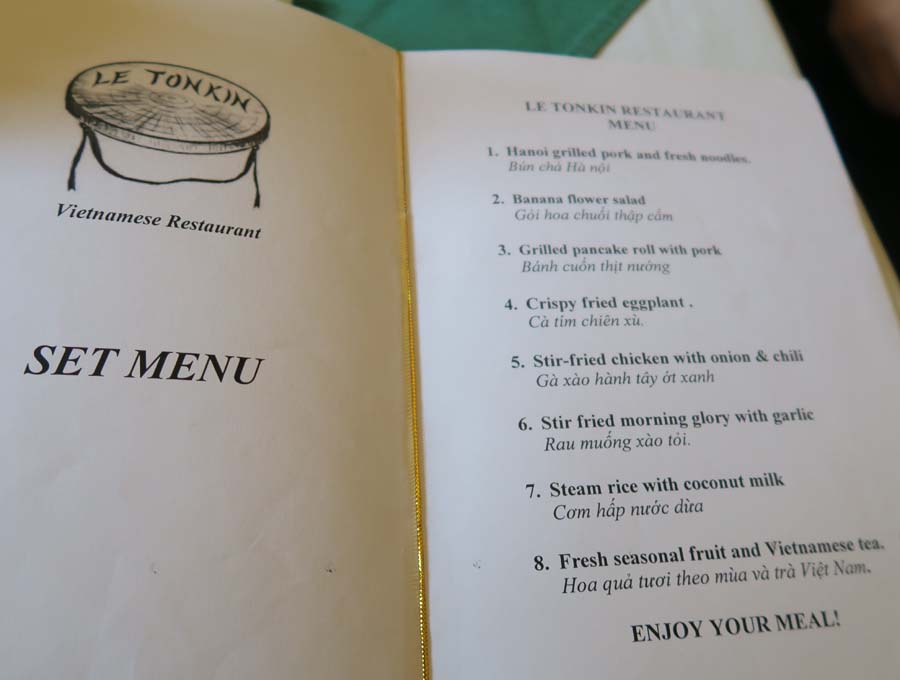 LE TONKIN
Vietnamese Restaurant
SET MENU
LE TONKIN RESTAURANT
MENU
1. Hanoi grilled pork and fresh noodles.
Bún chả Hà nội
2. Banana flower salad
Gỏi hoa chuối thập cẩm
3. Grilled pancake roll with pork
Bánh cuốn thịt nướng
4. Crispy fried eggplant .
Cà tím chiên xù.
5. Stir-fried chicken with onion & chili
Gà xào hành tây ớt xanh
6. Stir fried morning glory with garlic
Rau muống xào tỏi.
7. Steam rice with coconut milk
Cơm hấp nước dừa
8. Fresh seasonal fruit and Vietnamese tea.
Hoa quả tươi theo mùa và trà Việt Nam.
ENJOY YOUR MEAL!